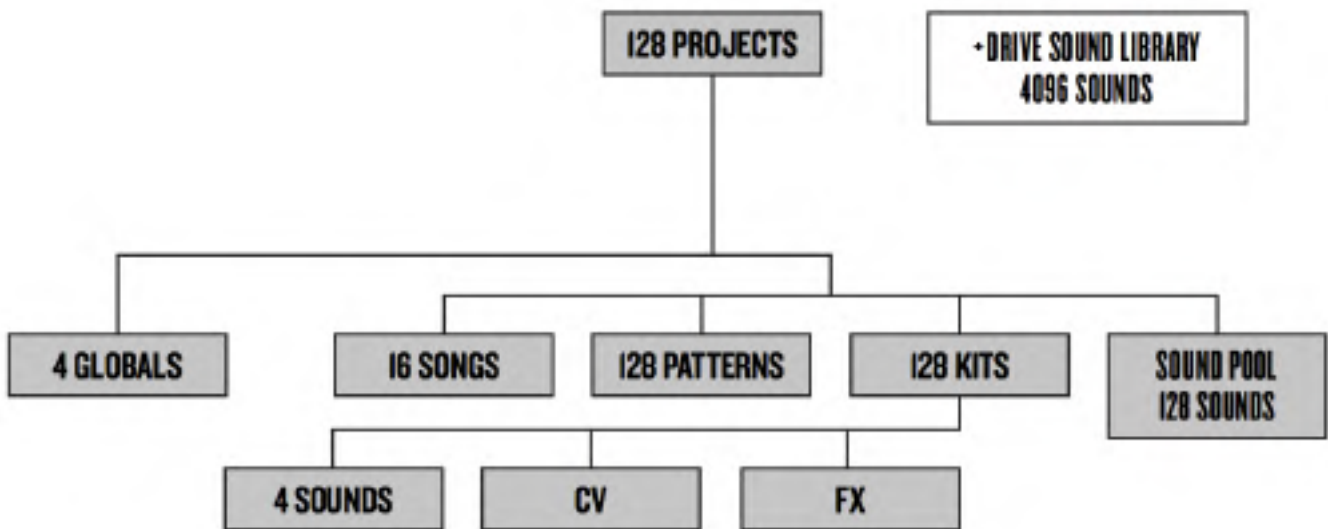 128 PROJECTS
+DRIVE SOUND LIBRARY
4096 SOUNDS
4 GLOBALS
16 SONGS
128 PATTERNS
128 KITS
SOUND POOL
128 SOUNDS
4 SOUNDS
CV
FX